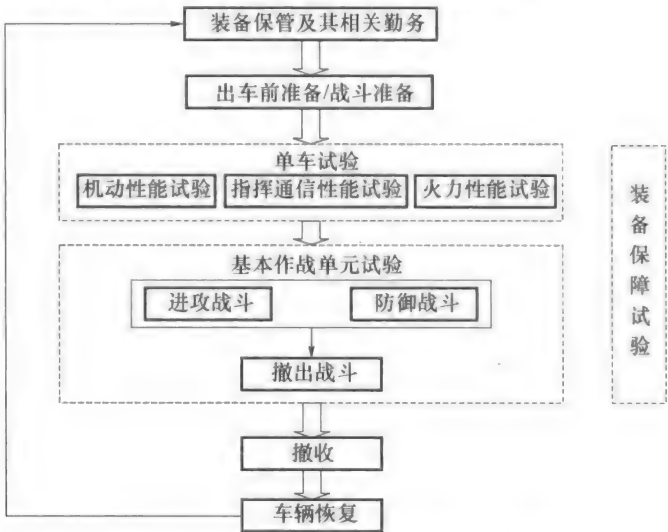 装备保管及其相关勤务
出车前准备/战斗准备
单车试验
机动性能试验 指挥通信性能试验 火力性能试验
基本作战单元试验
进攻战斗 防御战斗
撤出战斗
撤收
车辆恢复
装备保障试验